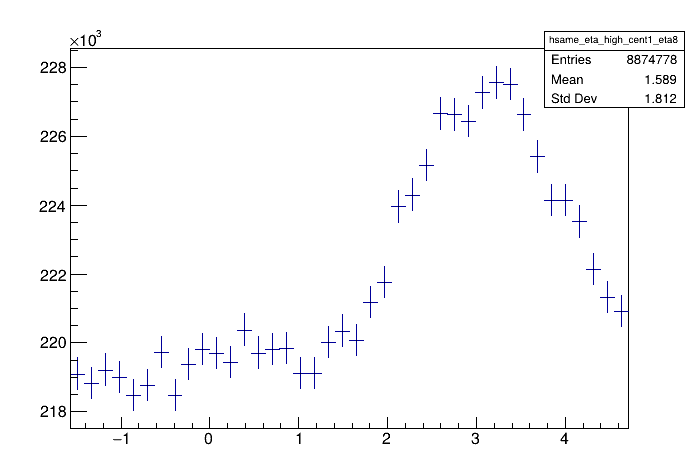 ×10³
hsame_eta_high_cent1_eta8
Entries 8874778
Mean 1.589
Std Dev 1.812
228
226
224
222
220
218
−1 0 1 2 3 4